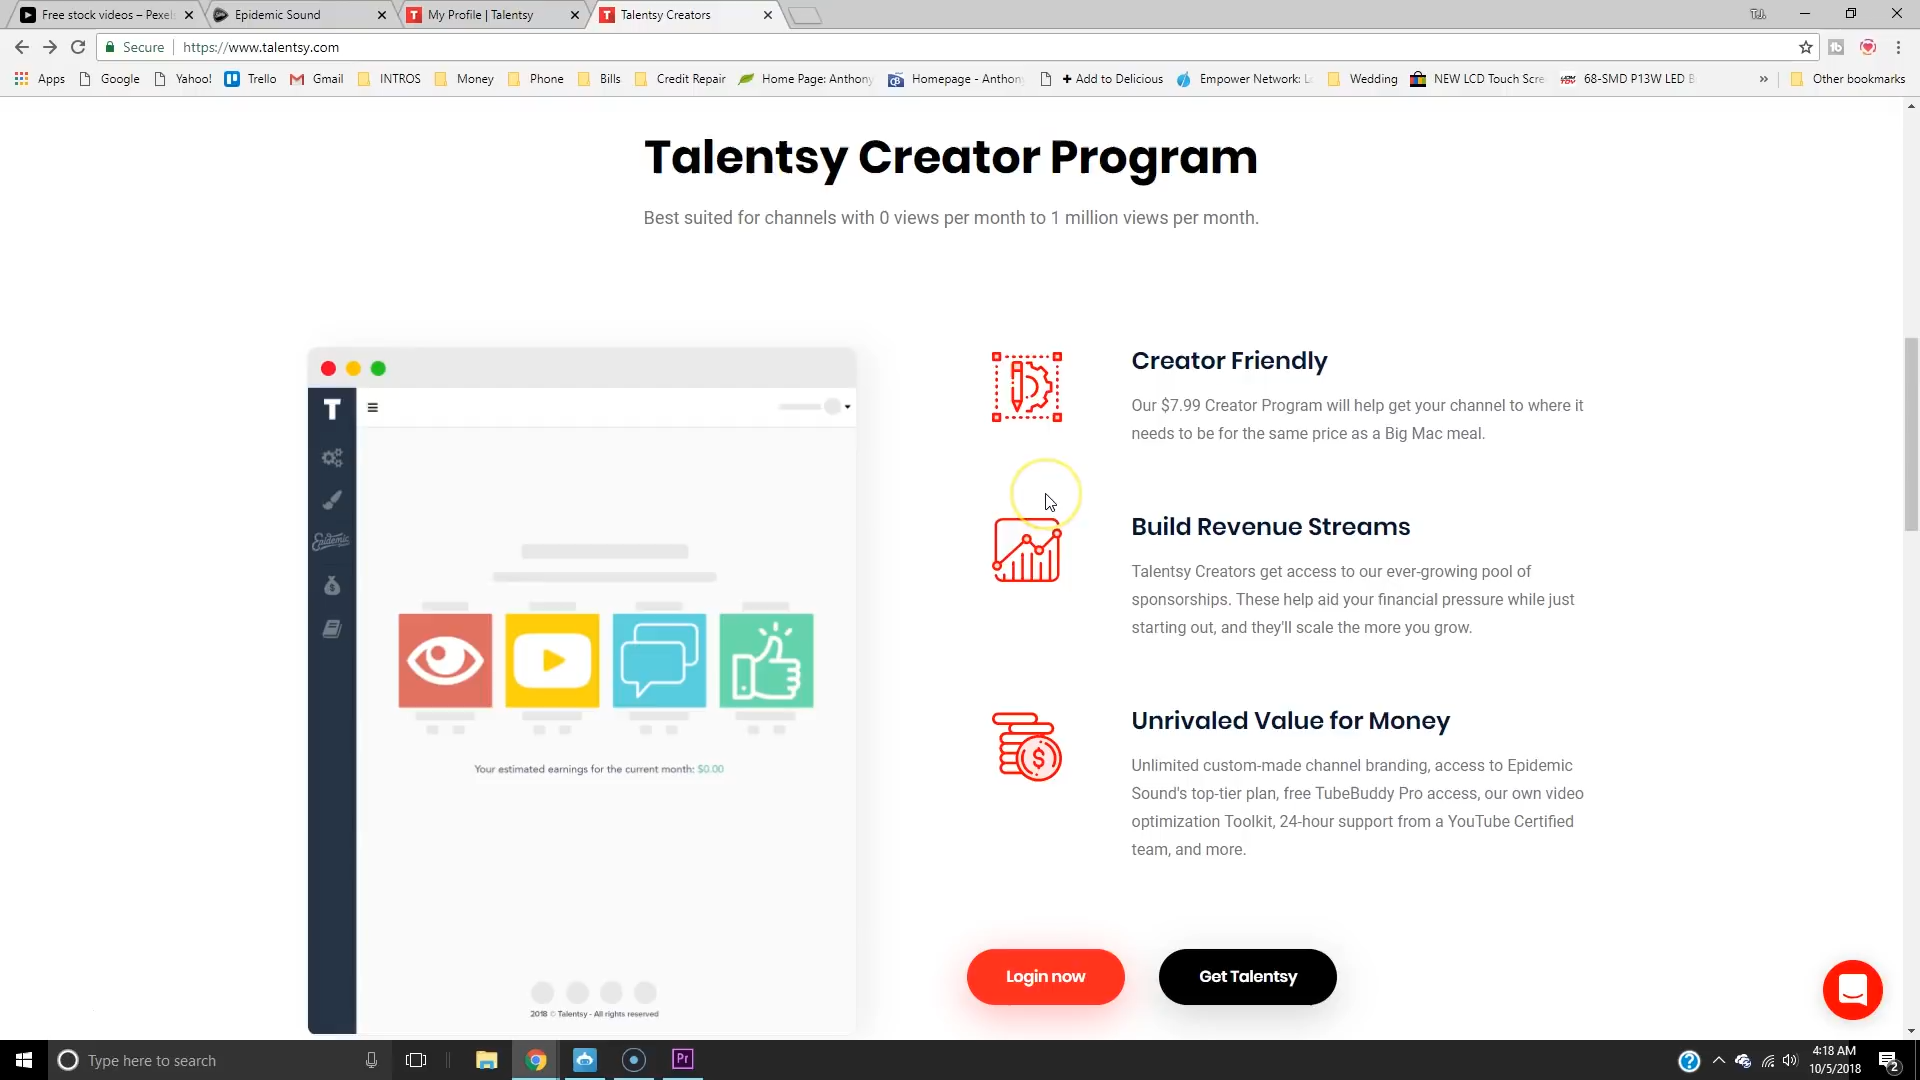 Free stock videos – Pexel
Epidemic Sound
My Profile | Talentsy
Talentsy Creators
TJ.
Secure
https://www.talentsy.com
Apps
Google
Yahoo!
Trello
Gmail
INTROS
Money
Phone
Bills
Credit Repair
Home Page: Anthony
Homepage - Anthon
+ Add to Delicious
Empower Network: L
Wedding
NEW LCD Touch Scre
68-SMD P13W LED B
»
Other bookmarks
Talentsy Creator Program
Best suited for channels with 0 views per month to 1 million views per month.
T
Epidemic
Your estimated earnings for the current month: $0.00
2018 © Talentsy - All rights reserved
Creator Friendly
Our $7.99 Creator Program will help get your channel to where it
needs to be for the same price as a Big Mac meal.
Build Revenue Streams
Talentsy Creators get access to our ever-growing pool of
sponsorships. These help aid your financial pressure while just
starting out, and they'll scale the more you grow.
Unrivaled Value for Money
Unlimited custom-made channel branding, access to Epidemic
Sound's top-tier plan, free TubeBuddy Pro access, our own video
optimization Toolkit, 24-hour support from a YouTube Certified
team, and more.
Login now
Get Talentsy
Type here to search
Pr
4:18 AM
10/5/2018
2